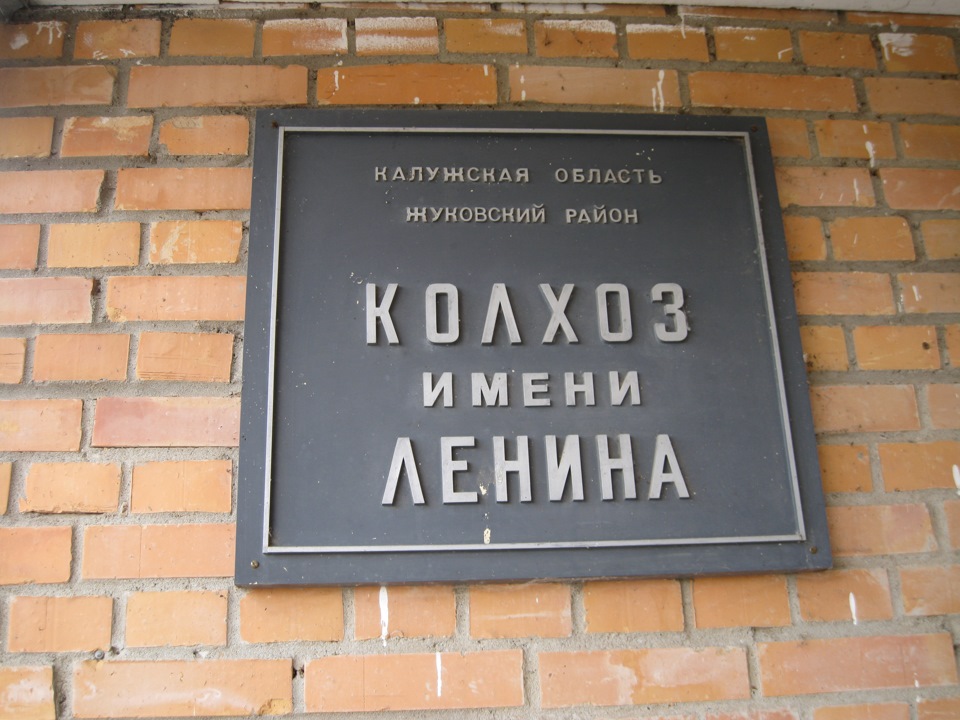 КАЛУЖСКАЯ ОБЛАСТЬ
ЖУКОВСКИЙ РАЙОН
КОЛХОЗ
ИМЕНИ
ЛЕНИНА